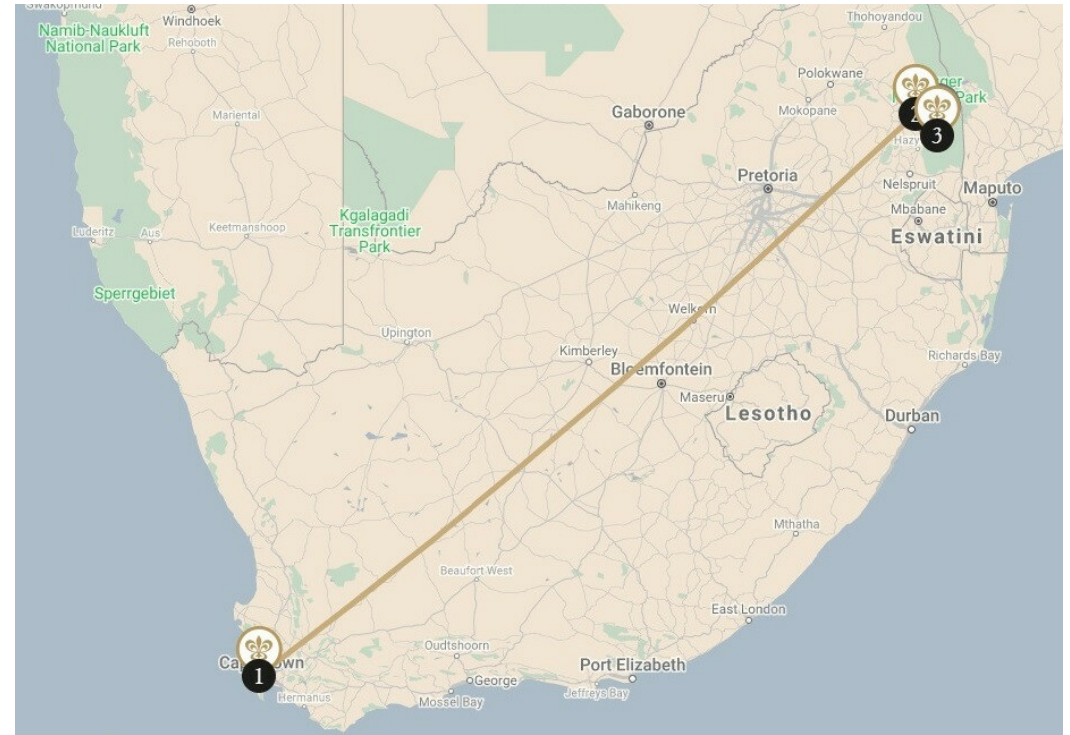 Swakopmund
Windhoek
Thohoyandou
Namib-Naukluft
National Park
Rehoboth
Polokwane
Mokopane
Mariental
Gaborone
2
3
Pretoria
Nelspruit
Maputo
Mahikeng
Mbabane
Kgalagadi
Transfrontier
Park
Luderitz
Aus
Keetmanshoop
Eswatini
Sperrgebiet
Welkom
Upington
Kimberley
Richards Bay
Bloemfontein
Maseru
Lesotho
Durban
Mthatha
Beaufort West
East London
Oudtshoorn
Port Elizabeth
1
George
Hermanus
Mossel Bay
Jeffreys Bay